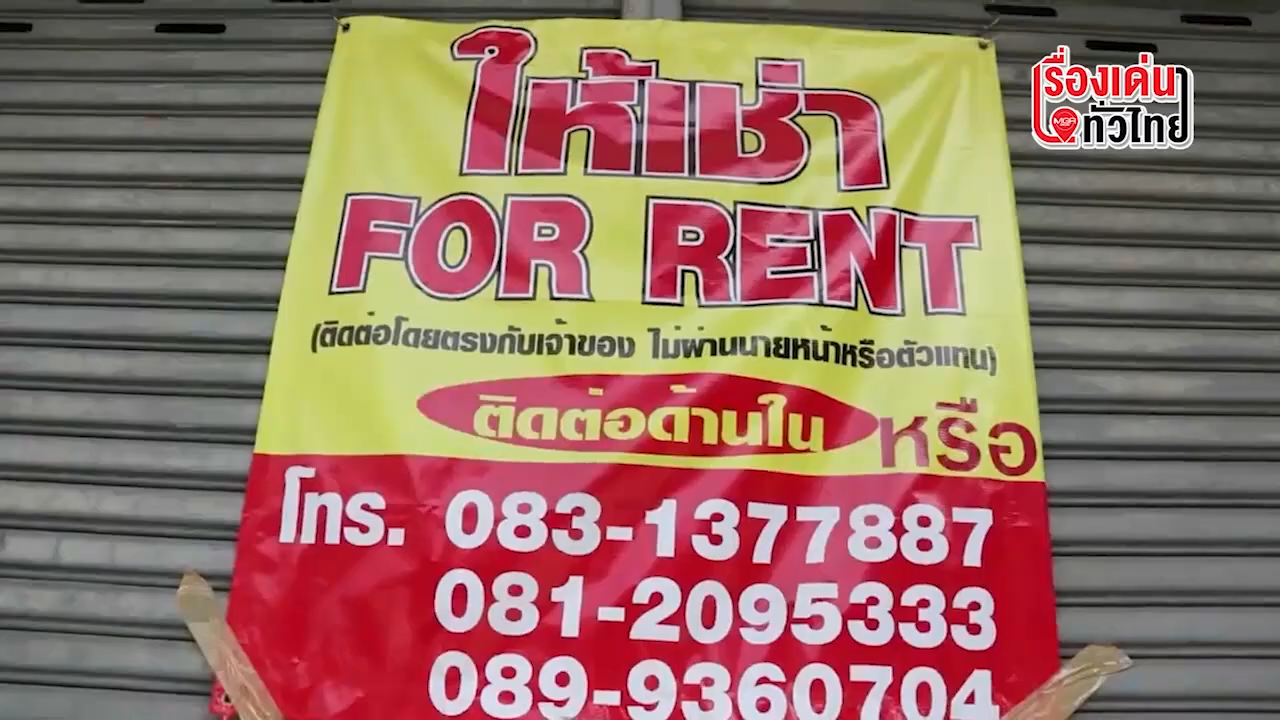 ให้เช่า
FOR RENT
(ติดต่อโดยตรงกับเจ้าของ ไม่ผ่านนายหน้าหรือตัวแทน)
ติดต่อด้านใน หรือ
โทร. 083-1377887
081-2095333
089-9360704
เรื่องเด่น
MGR
ทั่วไทย